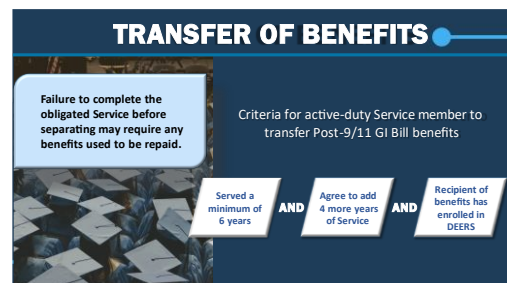 TRANSFER OF BENEFITS
Failure to complete the
obligated Service before
separating may require any
benefits used to be repaid.
Criteria for active-duty Service member to
transfer Post-9/11 GI Bill benefits
Served a
minimum of
6 years
AND
Agree to add
4 more years
of Service
AND
Recipient of
benefits has
enrolled in
DEERS